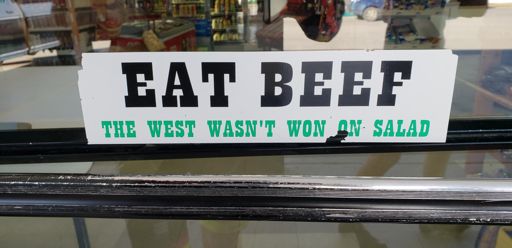 EAT BEEF
THE WEST WASN'T WON ON SALAD